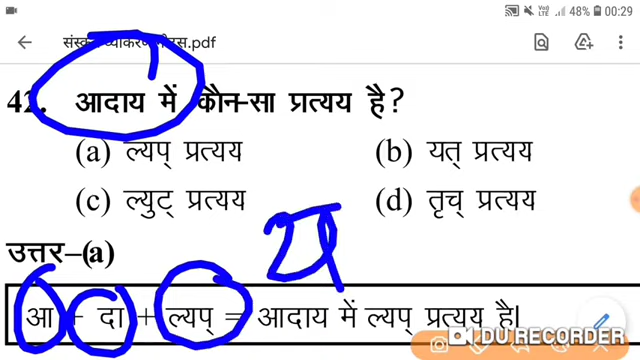 48% 00:29
संस्कृत व्याकरण नोट्स.pdf
42. आदाय में कौन-सा प्रत्यय है?
(a) ल्यप् प्रत्यय (b) यत् प्रत्यय
(c) ल्युट् प्रत्यय (d) तृच् प्रत्यय
य
उत्तर–(a)
आ + दा + ल्यप् = आदाय में ल्यप् प्रत्यय है।
DU RECORDER